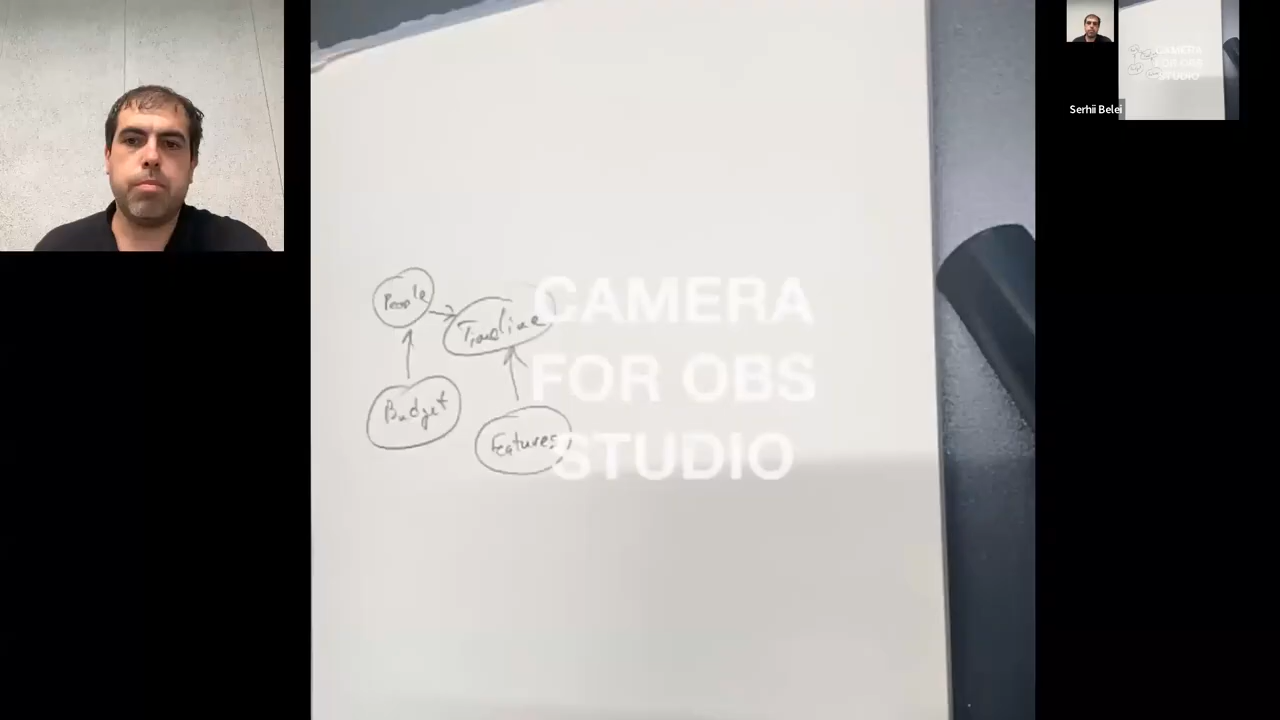 Serhii Belei
People
Timeline
Budget
Features
CAMERA
FOR OBS
STUDIO